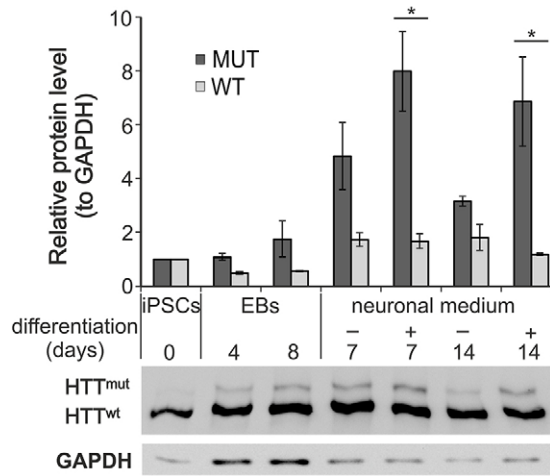 Relative protein level
(to GAPDH)
10
8
6
4
2
0
MUT
WT
*
*
iPSCs
EBs
neuronal medium
differentiation
(days)
− + − +
0 4 8 7 7 14 14
HTTmut
HTTwt
GAPDH